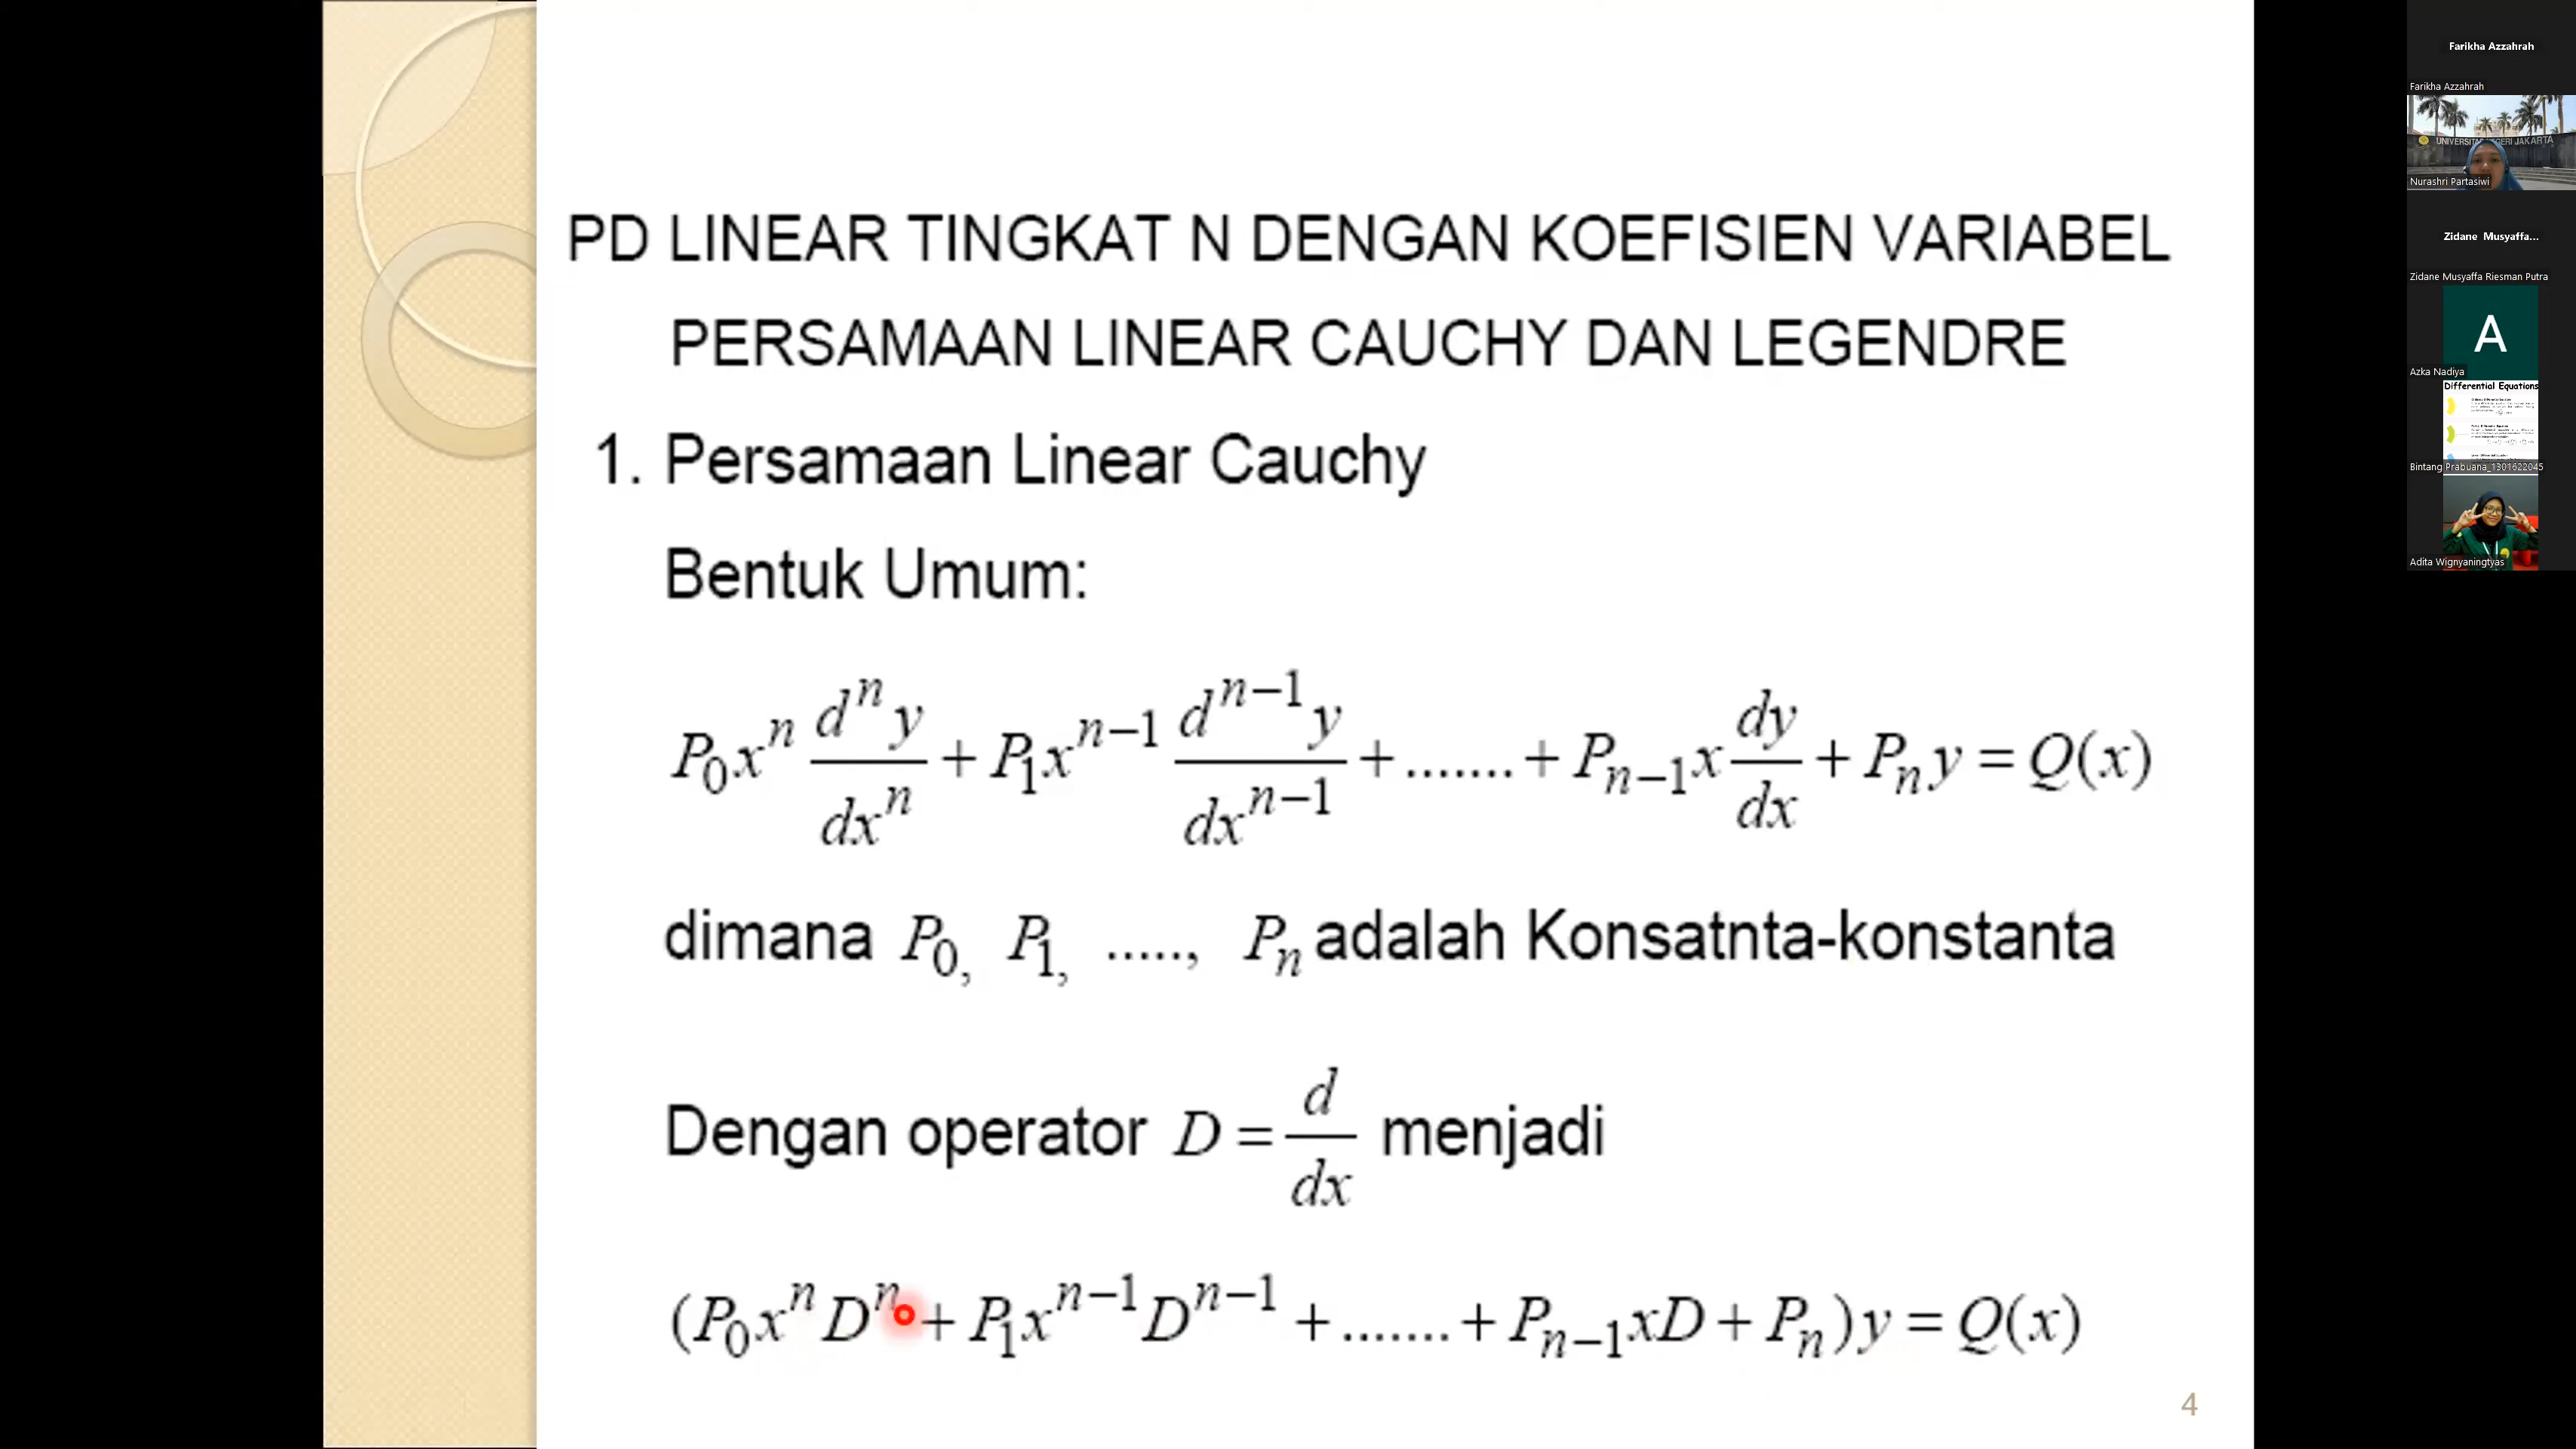 PD LINEAR TINGKAT N DENGAN KOEFISIEN VARIABEL
PERSAMAAN LINEAR CAUCHY DAN LEGENDRE
1. Persamaan Linear Cauchy
Bentuk Umum:
P₀xⁿ dⁿy/dxⁿ + P₁xⁿ⁻¹ dⁿ⁻¹y/dxⁿ⁻¹ + ....... + Pₙ₋₁x dy/dx + Pₙy = Q(x)
dimana P₀, P₁, ....., Pₙ adalah Konsatnta-konstanta
Dengan operator D = d/dx menjadi
(P₀xⁿDⁿ + P₁xⁿ⁻¹Dⁿ⁻¹ + ....... + Pₙ₋₁xD + Pₙ)y = Q(x)
4
Farikha Azzahrah
Farikha Azzahrah
UNIVERSITAS NEGERI JAKARTA
Nurashri Partasiwi
Zidane Musyaffa...
Zidane Musyaffa Riesman Putra
A
Azka Nadiya
Differential Equations
Bintang Prabuana_1301622045
Adita Wignyaningtyas